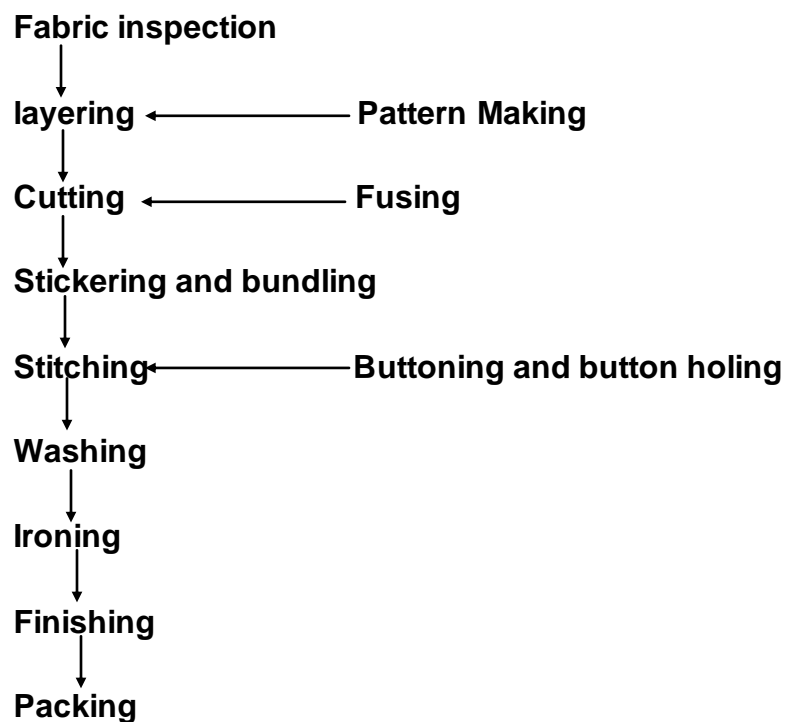 Fabric inspection
layering Pattern Making
Cutting Fusing
Stickering and bundling
Stitching Buttoning and button holing
Washing
Ironing
Finishing
Packing